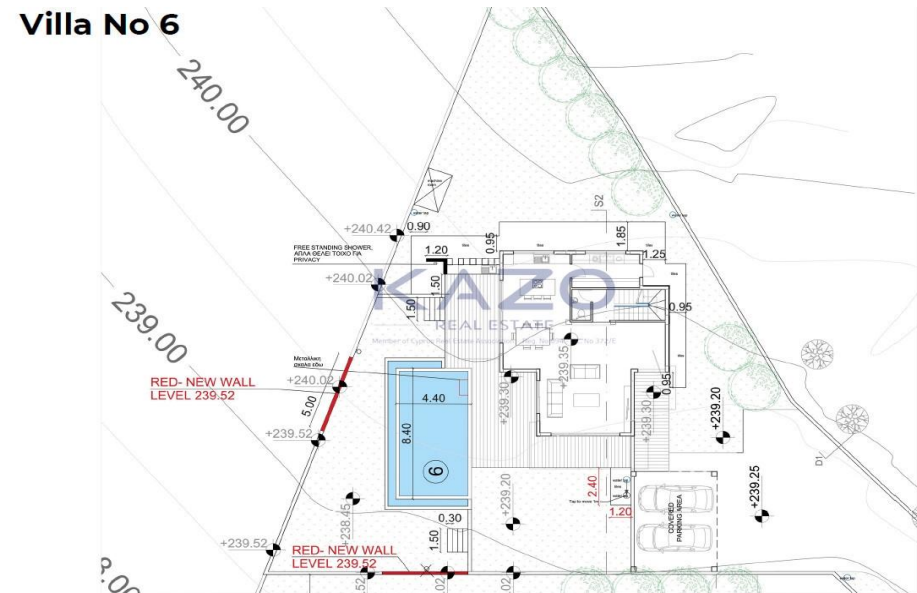 Villa No 6
240.00
S2
+240.42
0.90
0.95
1.85
1.25
1.20
FREE STANDING SHOWER,
ΑΠΛΑ ΘΕΛΕΙ ΤΟΙΧΟ ΓΙΑ
PRIVACY
+240.02
1.50
1.50
KAZO
REAL ESTATE
0.95
239.00
Μεταλλικη
σκαλα εδω
+239.35
RED- NEW WALL
LEVEL 239.52
+240.02
5.00
4.40
8.40
+239.30
0.95
+239.30
+239.20
+239.52
6
D1
2.40
1.20
COVERED
PARKING AREA
+239.25
+238.45
+239.20
0.30
1.50
+239.52
RED- NEW WALL
LEVEL 239.52